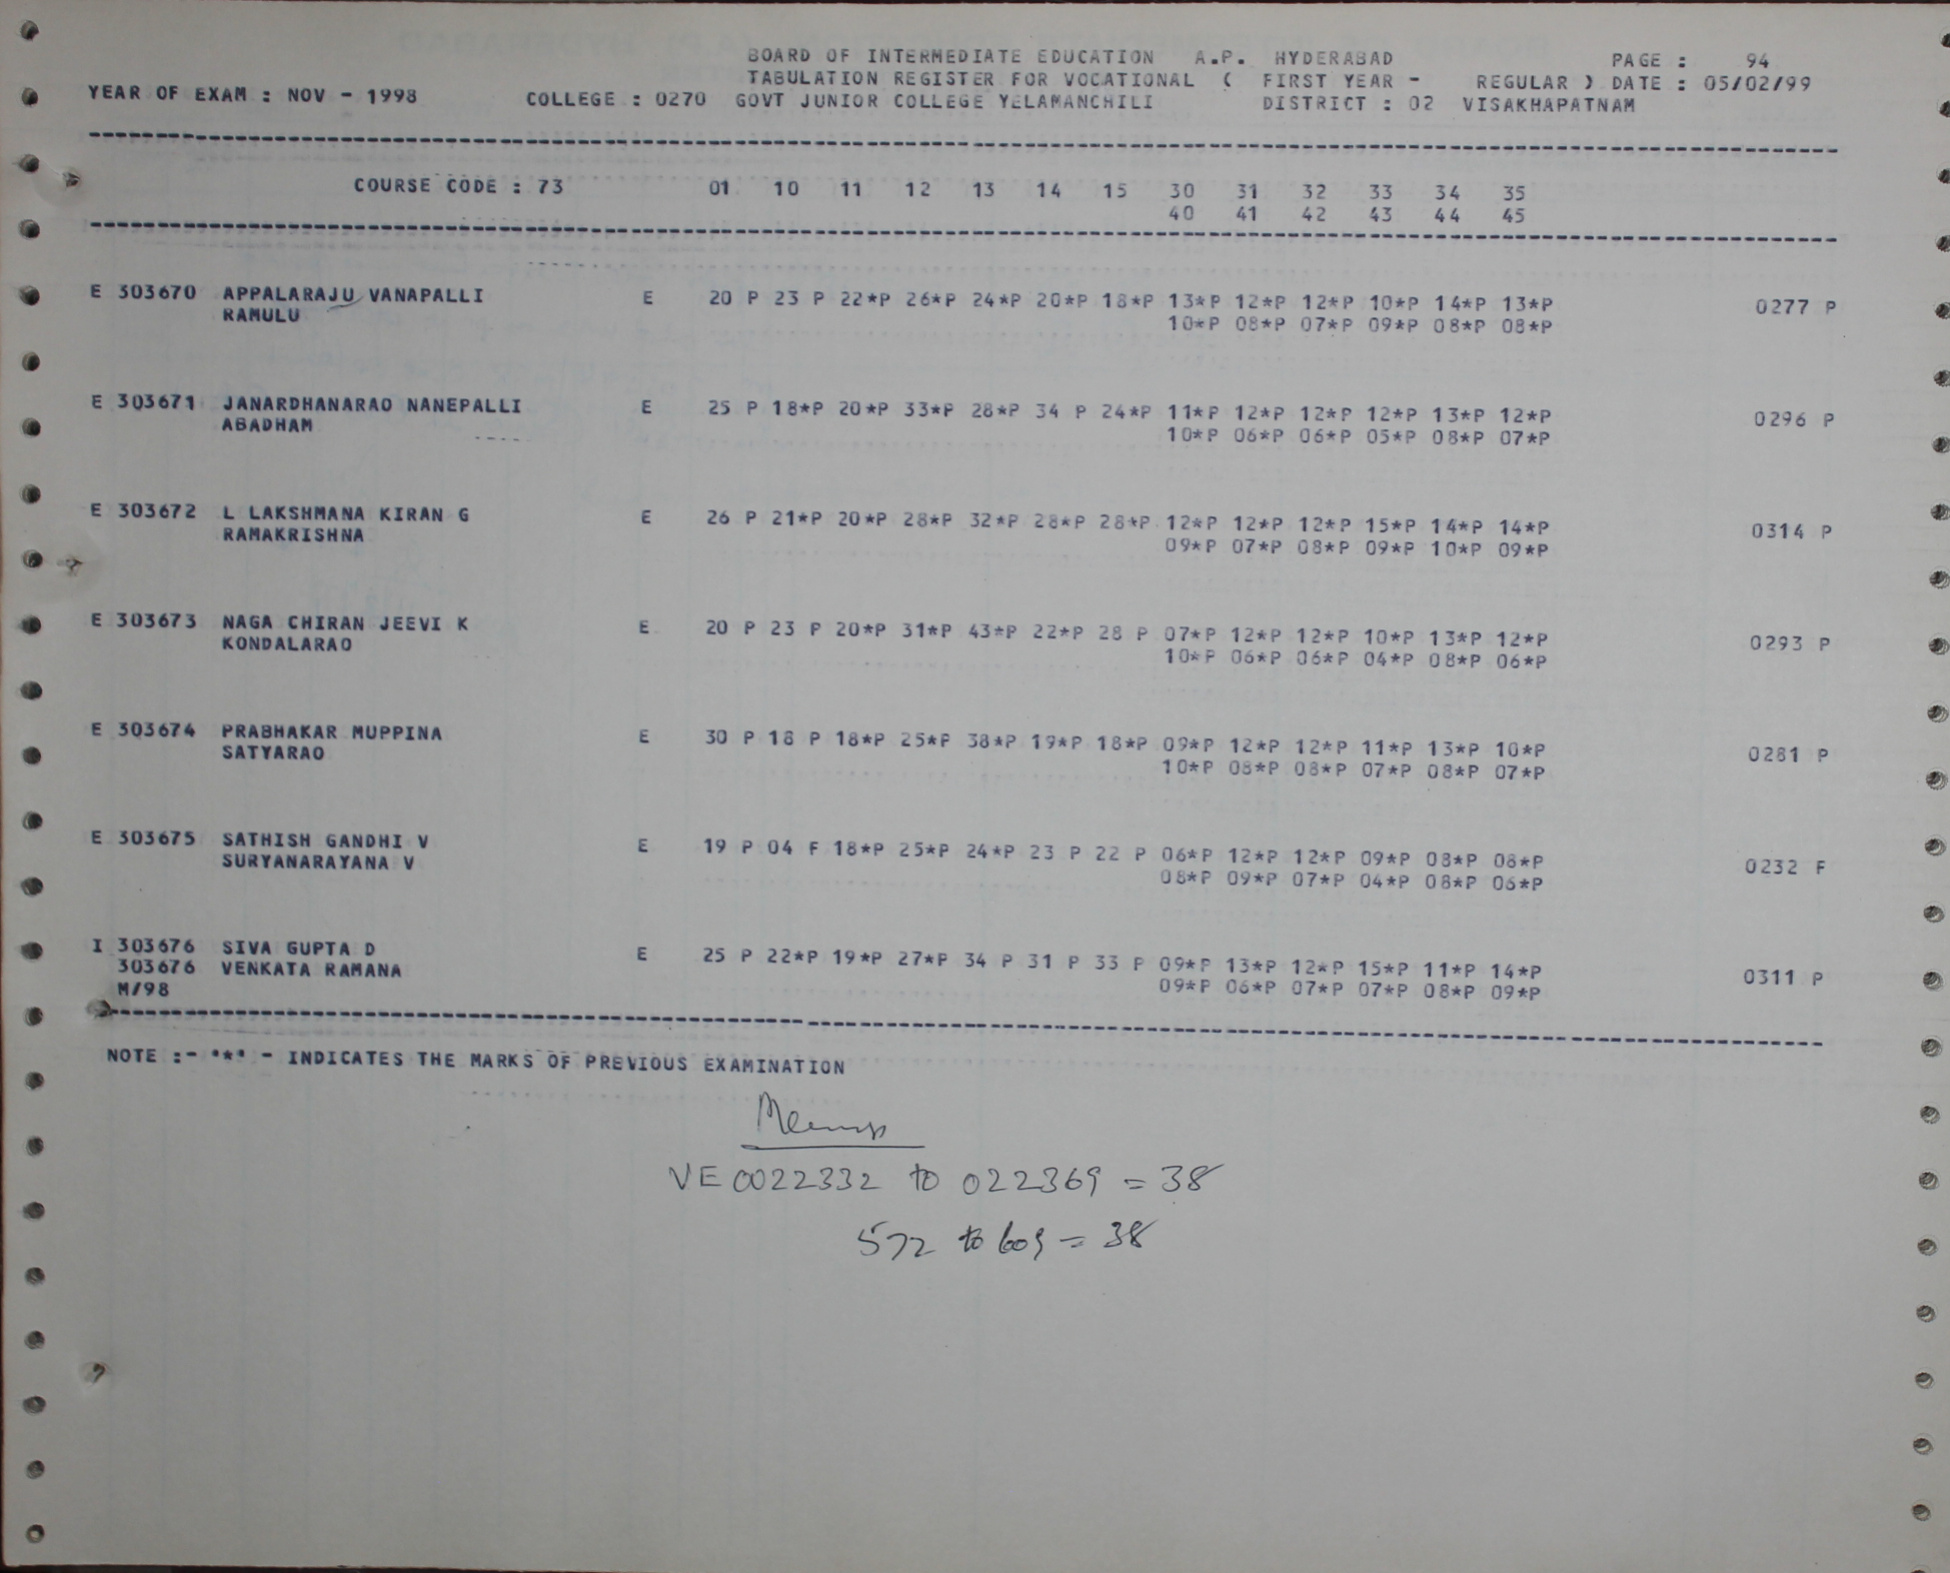 BOARD OF INTERMEDIATE EDUCATION A.P. HYDERABAD PAGE : 94
TABULATION REGISTER FOR VOCATIONAL ( FIRST YEAR - REGULAR ) DATE : 05/02/99
YEAR OF EXAM : NOV - 1998 COLLEGE : 0270 GOVT JUNIOR COLLEGE YELAMANCHILI DISTRICT : 02 VISAKHAPATNAM
COURSE CODE : 73 01 10 11 12 13 14 15 30 31 32 33 34 35
40 41 42 43 44 45
E 303670 APPALARAJU VANAPALLI E 20 P 23 P 22*P 26*P 24*P 20*P 18*P 13*P 12*P 12*P 10*P 14*P 13*P 0277 P
RAMULU 10*P 08*P 07*P 09*P 08*P 08*P
E 303671 JANARDHANARAO NANEPALLI E 25 P 18*P 20*P 33*P 28*P 34 P 24*P 11*P 12*P 12*P 12*P 13*P 12*P 0296 P
ABADHAM 10*P 06*P 06*P 05*P 08*P 07*P
E 303672 L LAKSHMANA KIRAN G E 26 P 21*P 20*P 28*P 32*P 28*P 28*P 12*P 12*P 12*P 15*P 14*P 14*P 0314 P
RAMAKRISHNA 09*P 07*P 08*P 09*P 10*P 09*P
E 303673 NAGA CHIRAN JEEVI K E 20 P 23 P 20*P 31*P 43*P 22*P 28 P 07*P 12*P 12*P 10*P 13*P 12*P 0293 P
KONDALARAO 10*P 06*P 06*P 04*P 08*P 06*P
E 303674 PRABHAKAR MUPPINA E 30 P 18 P 18*P 25*P 38*P 19*P 18*P 09*P 12*P 12*P 11*P 13*P 10*P 0281 P
SATYARAO 10*P 08*P 08*P 07*P 08*P 07*P
E 303675 SATHISH GANDHI V E 19 P 04 F 18*P 25*P 24*P 23 P 22 P 06*P 12*P 12*P 09*P 08*P 08*P 0232 F
SURYANARAYANA V 08*P 09*P 07*P 04*P 08*P 06*P
I 303676 SIVA GUPTA D E 25 P 22*P 19*P 27*P 34 P 31 P 33 P 09*P 13*P 12*P 15*P 11*P 14*P 0311 P
303676 VENKATA RAMANA 09*P 06*P 07*P 07*P 08*P 09*P
M/98
NOTE :- "*" - INDICATES THE MARKS OF PREVIOUS EXAMINATION
VE 0022332 to 022369 = 38
572 to 609 = 38